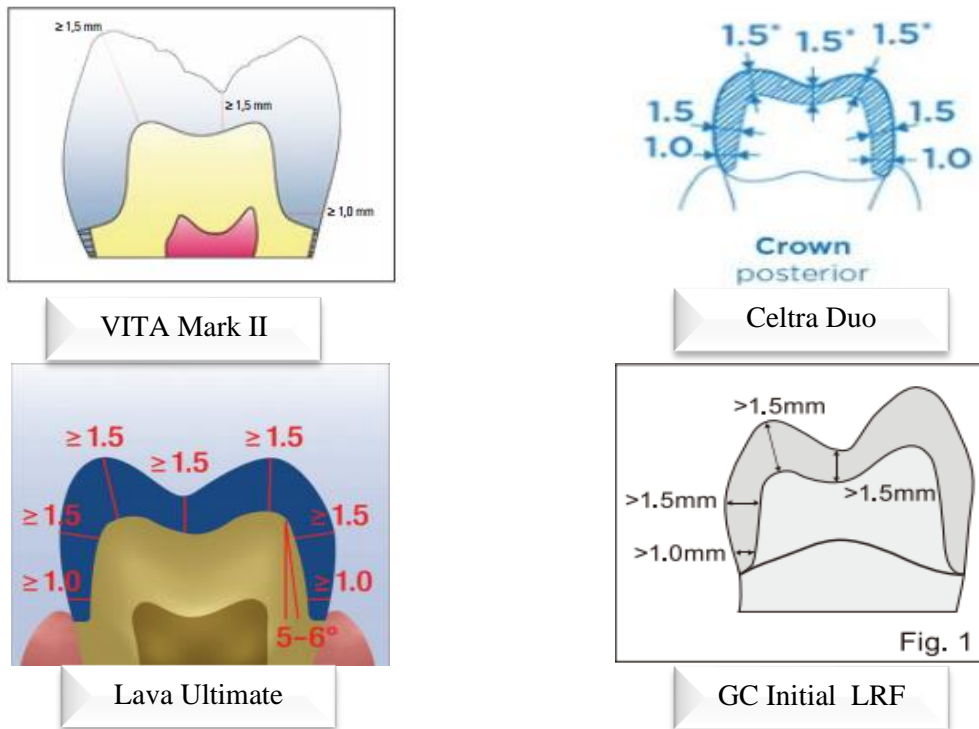 ≥ 1,5 mm
≥ 1,5 mm
≥ 1,0 mm
VITA Mark II
1.5* 1.5* 1.5*
1.5 1.5
1.0 1.0
Crown
posterior
Celtra Duo
≥ 1.5 ≥ 1.5 ≥ 1.5
≥ 1.5 ≥ 1.5
≥ 1.0 ≥ 1.0
5–6°
Lava Ultimate
>1.5mm
>1.5mm >1.5mm
>1.0mm
Fig. 1
GC Initial LRF